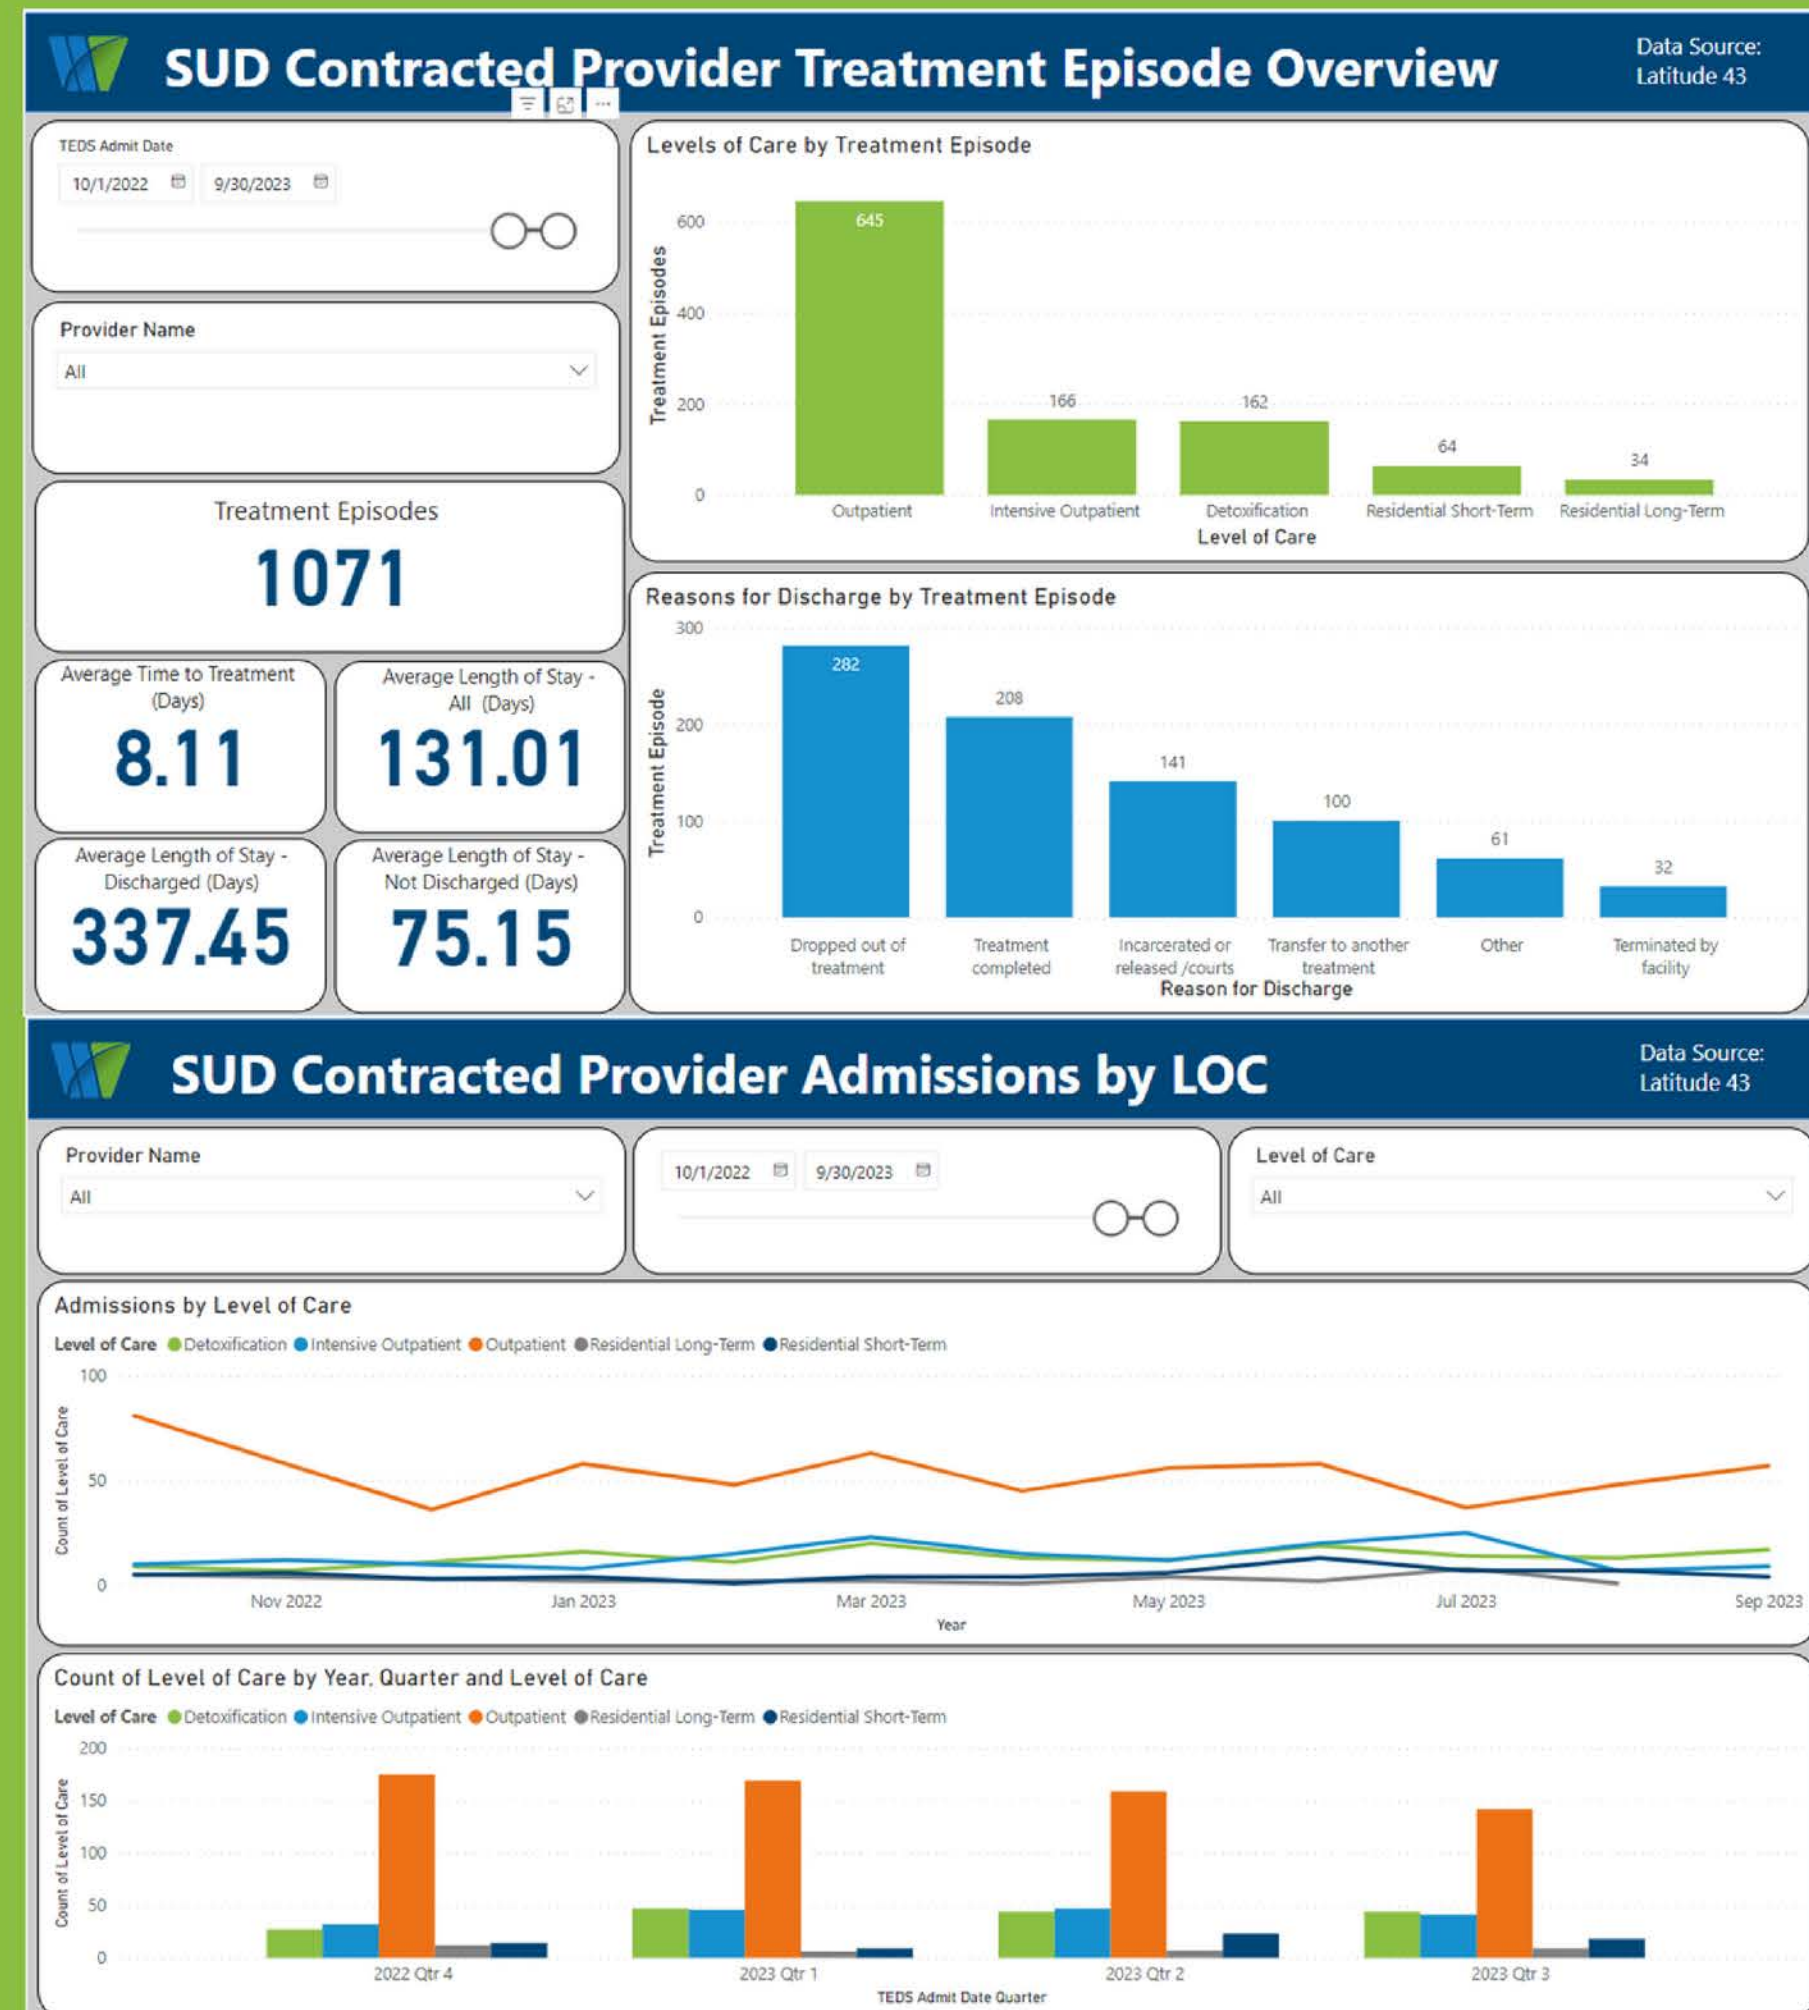 SUD Contracted Provider Treatment Episode Overview
Data Source:
Latitude 43
TEDS Admit Date
10/1/2022
9/30/2023
Provider Name
All
Treatment Episodes
1071
Average Time to Treatment
(Days)
8.11
Average Length of Stay -
All (Days)
131.01
Average Length of Stay -
Discharged (Days)
337.45
Average Length of Stay -
Not Discharged (Days)
75.15
Levels of Care by Treatment Episode
Treatment Episodes
600
400
200
0
645
166
162
64
34
Outpatient
Intensive Outpatient
Detoxification
Residential Short-Term
Residential Long-Term
Level of Care
Reasons for Discharge by Treatment Episode
Treatment Episode
300
200
100
0
282
208
141
100
61
32
Dropped out of
treatment
Treatment
completed
Incarcerated or
released /courts
Transfer to another
treatment
Other
Terminated by
facility
Reason for Discharge
SUD Contracted Provider Admissions by LOC
Data Source:
Latitude 43
Provider Name
All
10/1/2022
9/30/2023
Level of Care
All
Admissions by Level of Care
Level of Care Detoxification Intensive Outpatient Outpatient Residential Long-Term Residential Short-Term
Count of Level of Care
100
50
0
Nov 2022
Jan 2023
Mar 2023
May 2023
Jul 2023
Sep 2023
Year
Count of Level of Care by Year, Quarter and Level of Care
Level of Care Detoxification Intensive Outpatient Outpatient Residential Long-Term Residential Short-Term
Count of Level of Care
200
150
100
50
0
2022 Qtr 4
2023 Qtr 1
2023 Qtr 2
2023 Qtr 3
TEDS Admit Date Quarter